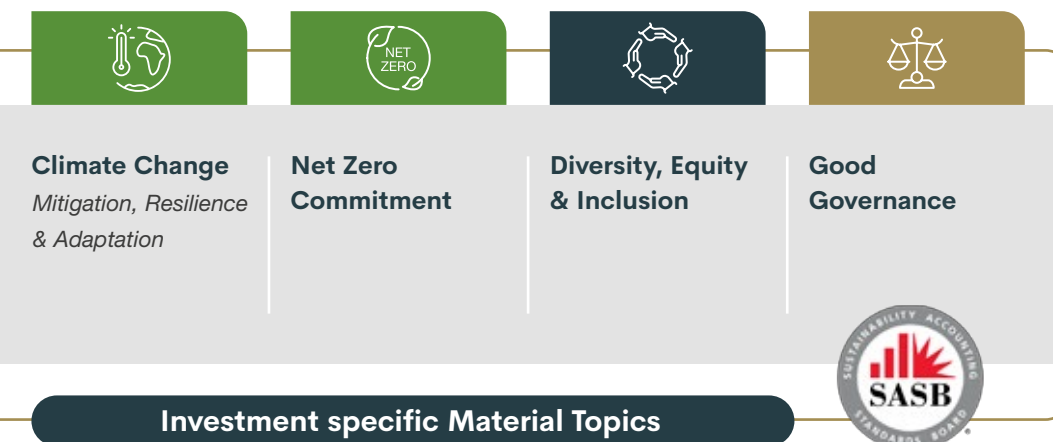 NET
ZERO
Climate Change
Mitigation, Resilience
& Adaptation
Net Zero
Commitment
Diversity, Equity
& Inclusion
Good
Governance
SUSTAINABILITY ACCOUNTING
SASB
STANDARDS BOARD
Investment specific Material Topics